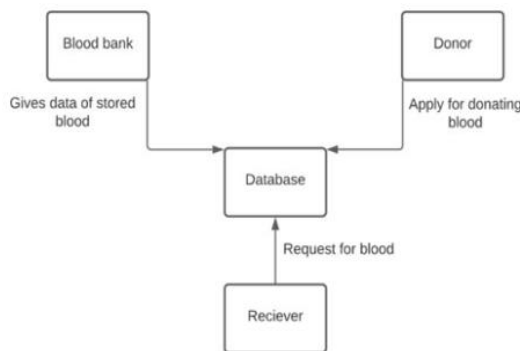 Blood bank
Donor
Gives data of stored
blood
Apply for donating
blood
Database
Request for blood
Reciever